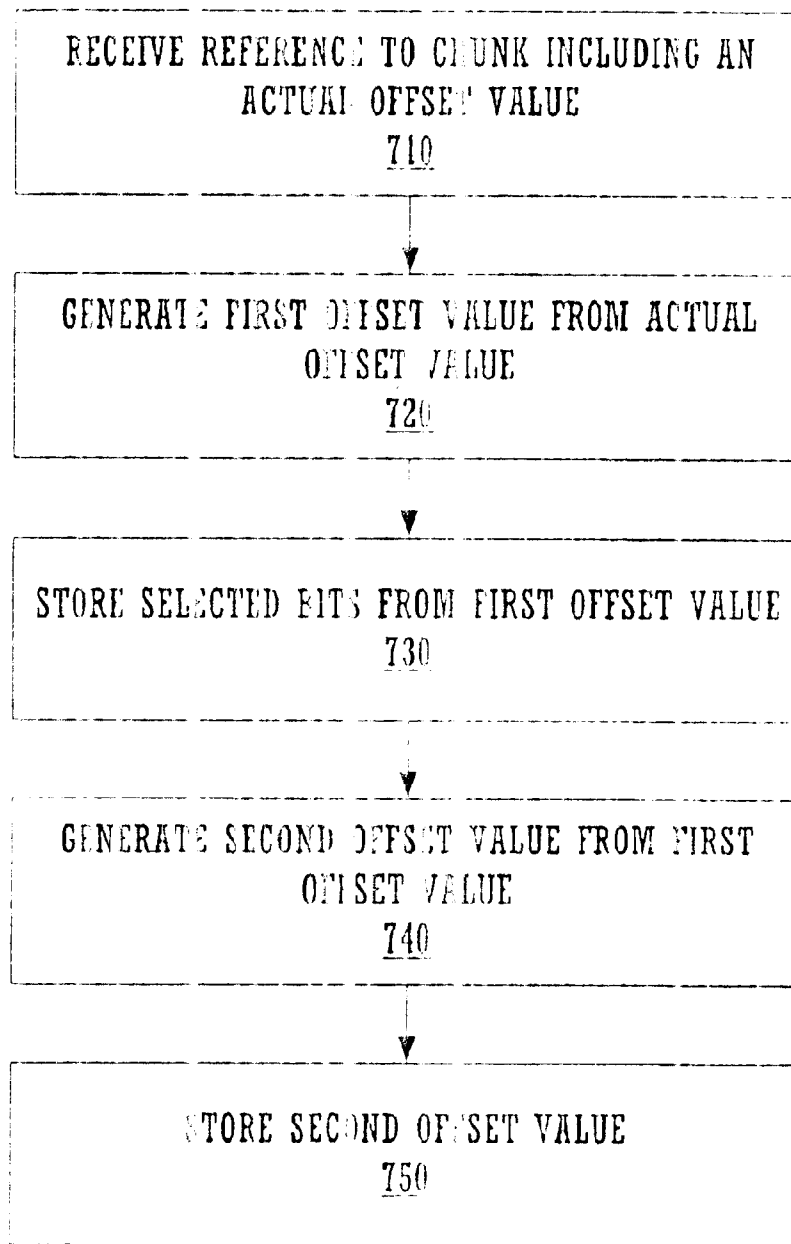 RECEIVE REFERENCE TO CHUNK INCLUDING AN
ACTUAL OFFSET VALUE
710
GENERATE FIRST OFFSET VALUE FROM ACTUAL
OFFSET VALUE
720
STORE SELECTED BITS FROM FIRST OFFSET VALUE
730
GENERATE SECOND OFFSET VALUE FROM FIRST
OFFSET VALUE
740
STORE SECOND OFFSET VALUE
750